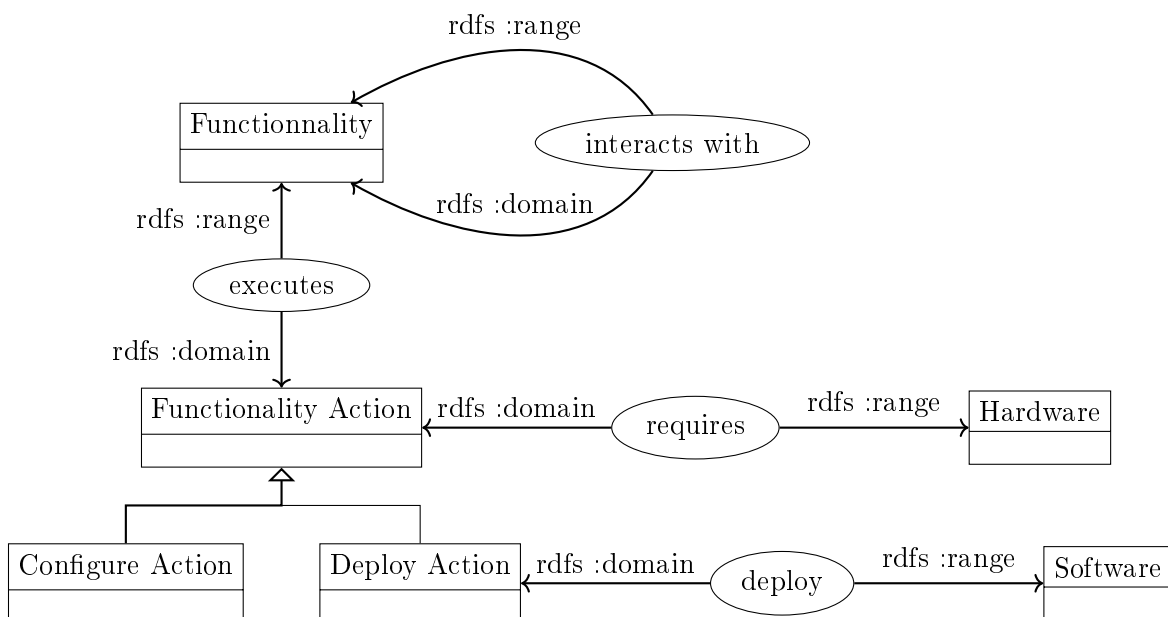 rdfs :range
Functionnality
interacts with
rdfs :domain
rdfs :range
executes
rdfs :domain
Functionality Action
rdfs :domain
requires
rdfs :range
Hardware
Configure Action
Deploy Action
rdfs :domain
deploy
rdfs :range
Software